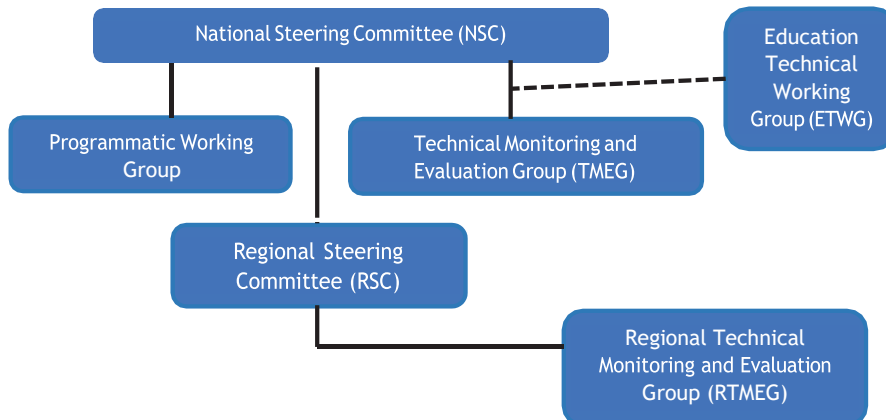 National Steering Committee (NSC)
Education
Technical
Working
Group (ETWG)
Programmatic Working
Group
Technical Monitoring and
Evaluation Group (TMEG)
Regional Steering
Committee (RSC)
Regional Technical
Monitoring and Evaluation
Group (RTMEG)